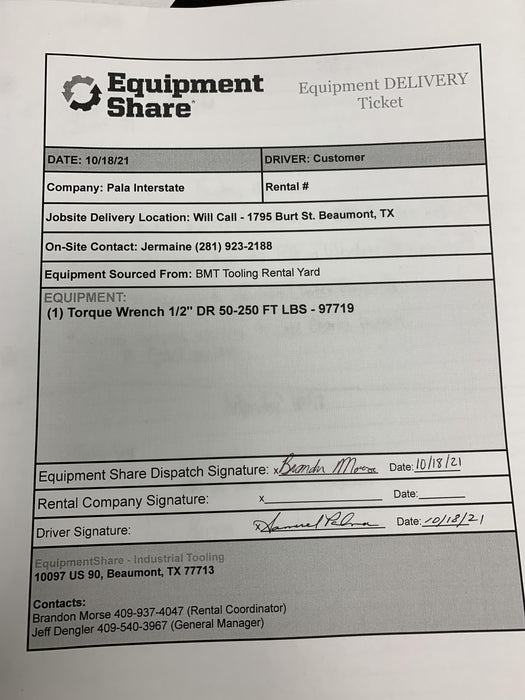 Equipment Share
Equipment DELIVERY
Ticket
DATE: 10/18/21
DRIVER: Customer
Company: Pala Interstate
Rental #
Jobsite Delivery Location: Will Call - 1795 Burt St. Beaumont, TX
On-Site Contact: Jermaine (281) 923-2188
Equipment Sourced From: BMT Tooling Rental Yard
EQUIPMENT:
(1) Torque Wrench 1/2" DR 50-250 FT LBS - 97719
Equipment Share Dispatch Signature: x Brandon Morse Date: 10/18/21
Rental Company Signature: x Date:
Driver Signature: x Date: 10/18/21
EquipmentShare - Industrial Tooling
10097 US 90, Beaumont, TX 77713
Contacts:
Brandon Morse 409-937-4047 (Rental Coordinator)
Jeff Dengler 409-540-3967 (General Manager)